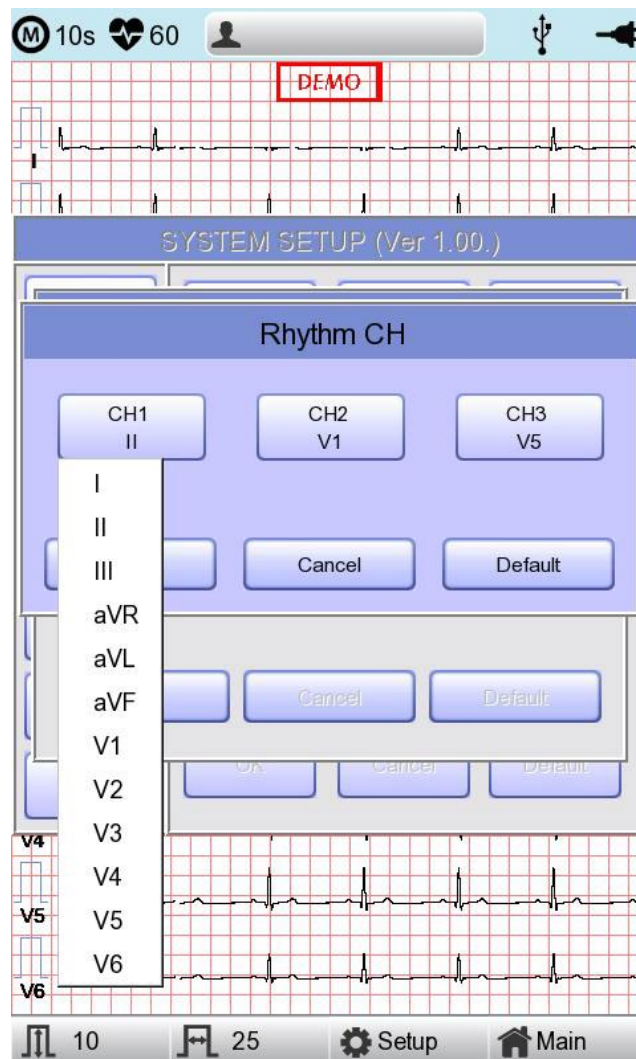 M 10s 60
DEMO
I
SYSTEM SETUP (Ver 1.00.)
Rhythm CH
CH1 CH2 CH3
II V1 V5
I
II
III
aVR
aVL
aVF
V1
V2
V3
V4
V5
V6
Cancel Default
Cancel Default
OK Cancel Default
V4
V5
V6
10 25 Setup Main